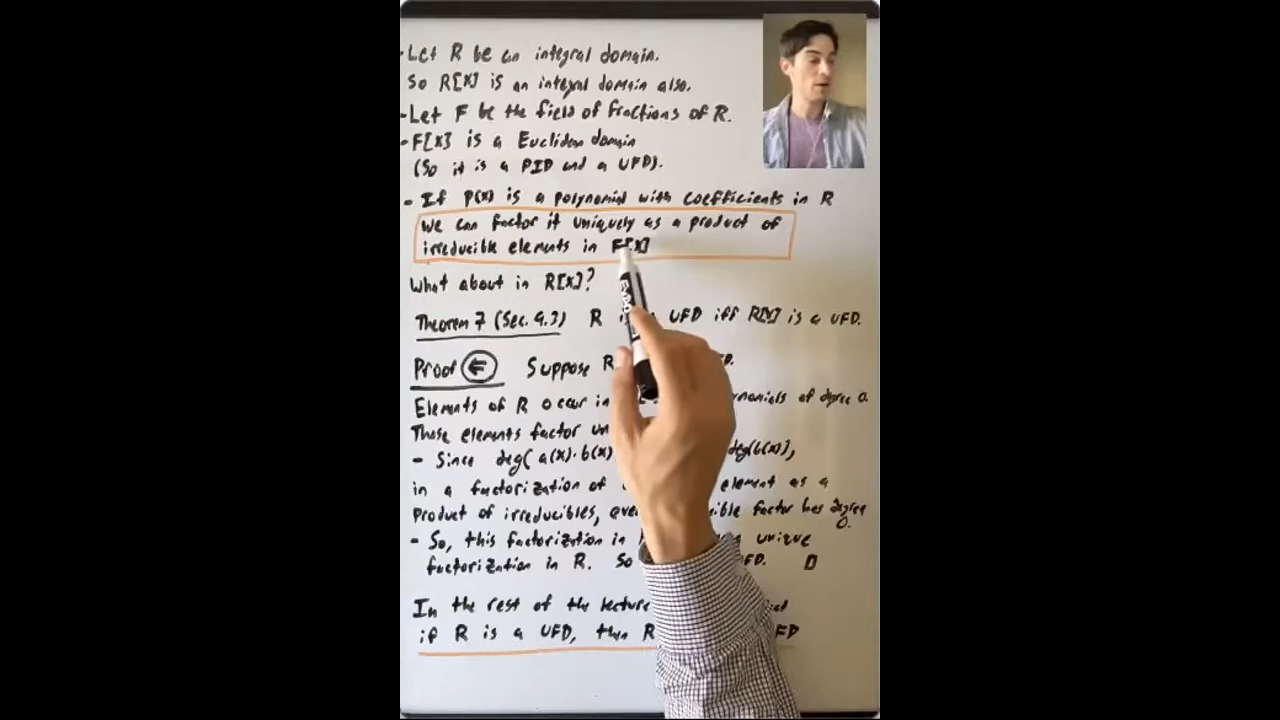 - Let R be an integral domain.
So R[x] is an integral domain also.
- Let F be the field of fractions of R.
- F[x] is a Euclidean domain
(So it is a PID and a UFD).
- If p(x) is a polynomial with coefficients in R
we can factor it uniquely as a product of
irreducible elements in F[x]
What about in R[x]?
Theorem 7 (Sec. 9.3) R UFD iff R[x] is a UFD.
Proof ⇐ Suppose R
Elements of R occur in of degree 0.
These elements factor
- Since deg(a(x)·b(x) deg(b(x)),
in a factorization of element as a
product of irreducibles, factor has degree
0.
- So, this factorization in unique
factorization in R. So UFD. □
In the rest of the lecture
if R is a UFD, then R UFD
EXPO